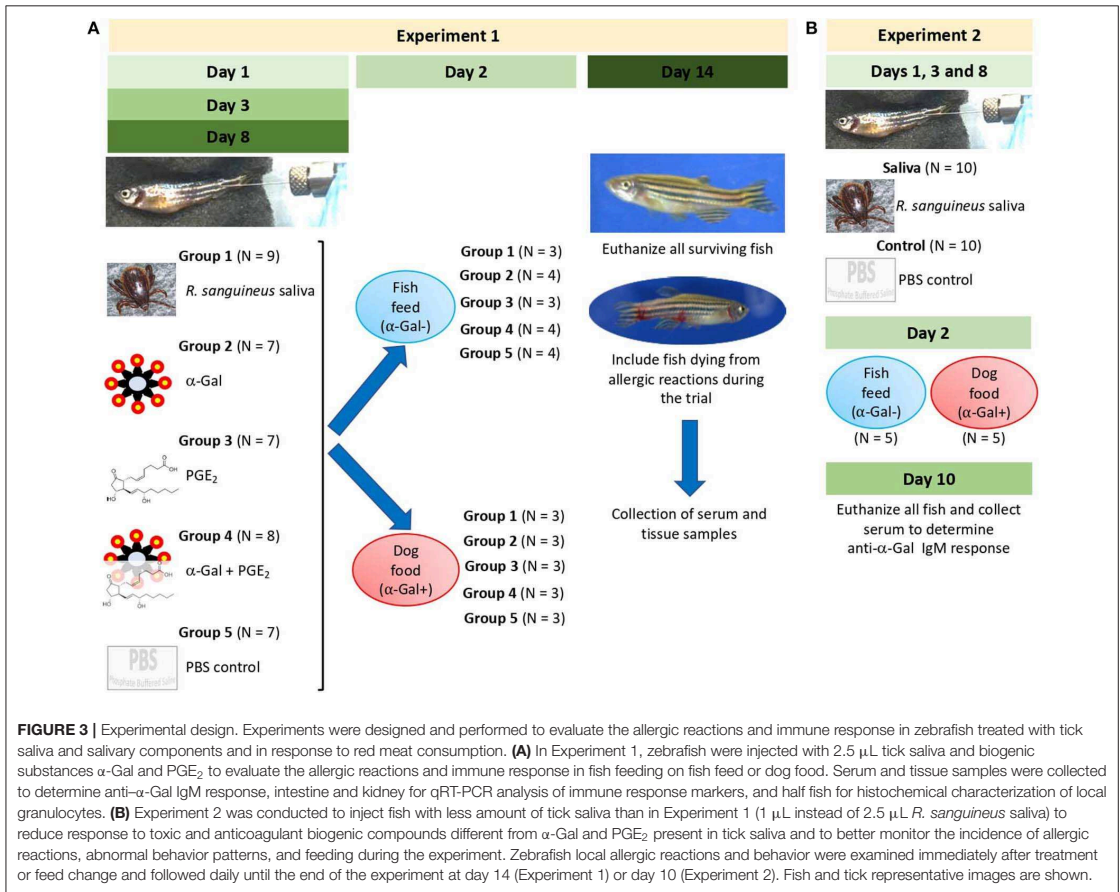 A
Experiment 1
Day 1
Day 2
Day 14
Day 3
Day 8
Group 1 (N = 9)
R. sanguineus saliva
Group 2 (N = 7)
α-Gal
Group 3 (N = 7)
PGE₂
O
O
OH
HO
OH
Group 4 (N = 8)
α-Gal + PGE₂
O
OH
HO
OH
Group 5 (N = 7)
PBS
Phosphate Buffered Saline
PBS control
Fish
feed
(α-Gal-)
Group 1 (N = 3)
Group 2 (N = 4)
Group 3 (N = 3)
Group 4 (N = 4)
Group 5 (N = 4)
Dog
food
(α-Gal+)
Group 1 (N = 3)
Group 2 (N = 3)
Group 3 (N = 3)
Group 4 (N = 3)
Group 5 (N = 3)
Euthanize all surviving fish
Include fish dying from
allergic reactions during
the trial
Collection of serum and
tissue samples
B
Experiment 2
Days 1, 3 and 8
Saliva (N = 10)
R. sanguineus saliva
Control (N = 10)
PBS
Phosphate Buffered Saline
PBS control
Day 2
Fish
feed
(α-Gal-)
Dog
food
(α-Gal+)
(N = 5)
(N = 5)
Day 10
Euthanize all fish and collect
serum to determine
anti-α-Gal IgM response
FIGURE 3 | Experimental design. Experiments were designed and performed to evaluate the allergic reactions and immune response in zebrafish treated with tick
saliva and salivary components and in response to red meat consumption. (A) In Experiment 1, zebrafish were injected with 2.5 μL tick saliva and biogenic
substances α-Gal and PGE₂ to evaluate the allergic reactions and immune response in fish feeding on fish feed or dog food. Serum and tissue samples were collected
to determine anti–α-Gal IgM response, intestine and kidney for qRT-PCR analysis of immune response markers, and half fish for histochemical characterization of local
granulocytes. (B) Experiment 2 was conducted to inject fish with less amount of tick saliva than in Experiment 1 (1 μL instead of 2.5 μL R. sanguineus saliva) to
reduce response to toxic and anticoagulant biogenic compounds different from α-Gal and PGE₂ present in tick saliva and to better monitor the incidence of allergic
reactions, abnormal behavior patterns, and feeding during the experiment. Zebrafish local allergic reactions and behavior were examined immediately after treatment
or feed change and followed daily until the end of the experiment at day 14 (Experiment 1) or day 10 (Experiment 2). Fish and tick representative images are shown.